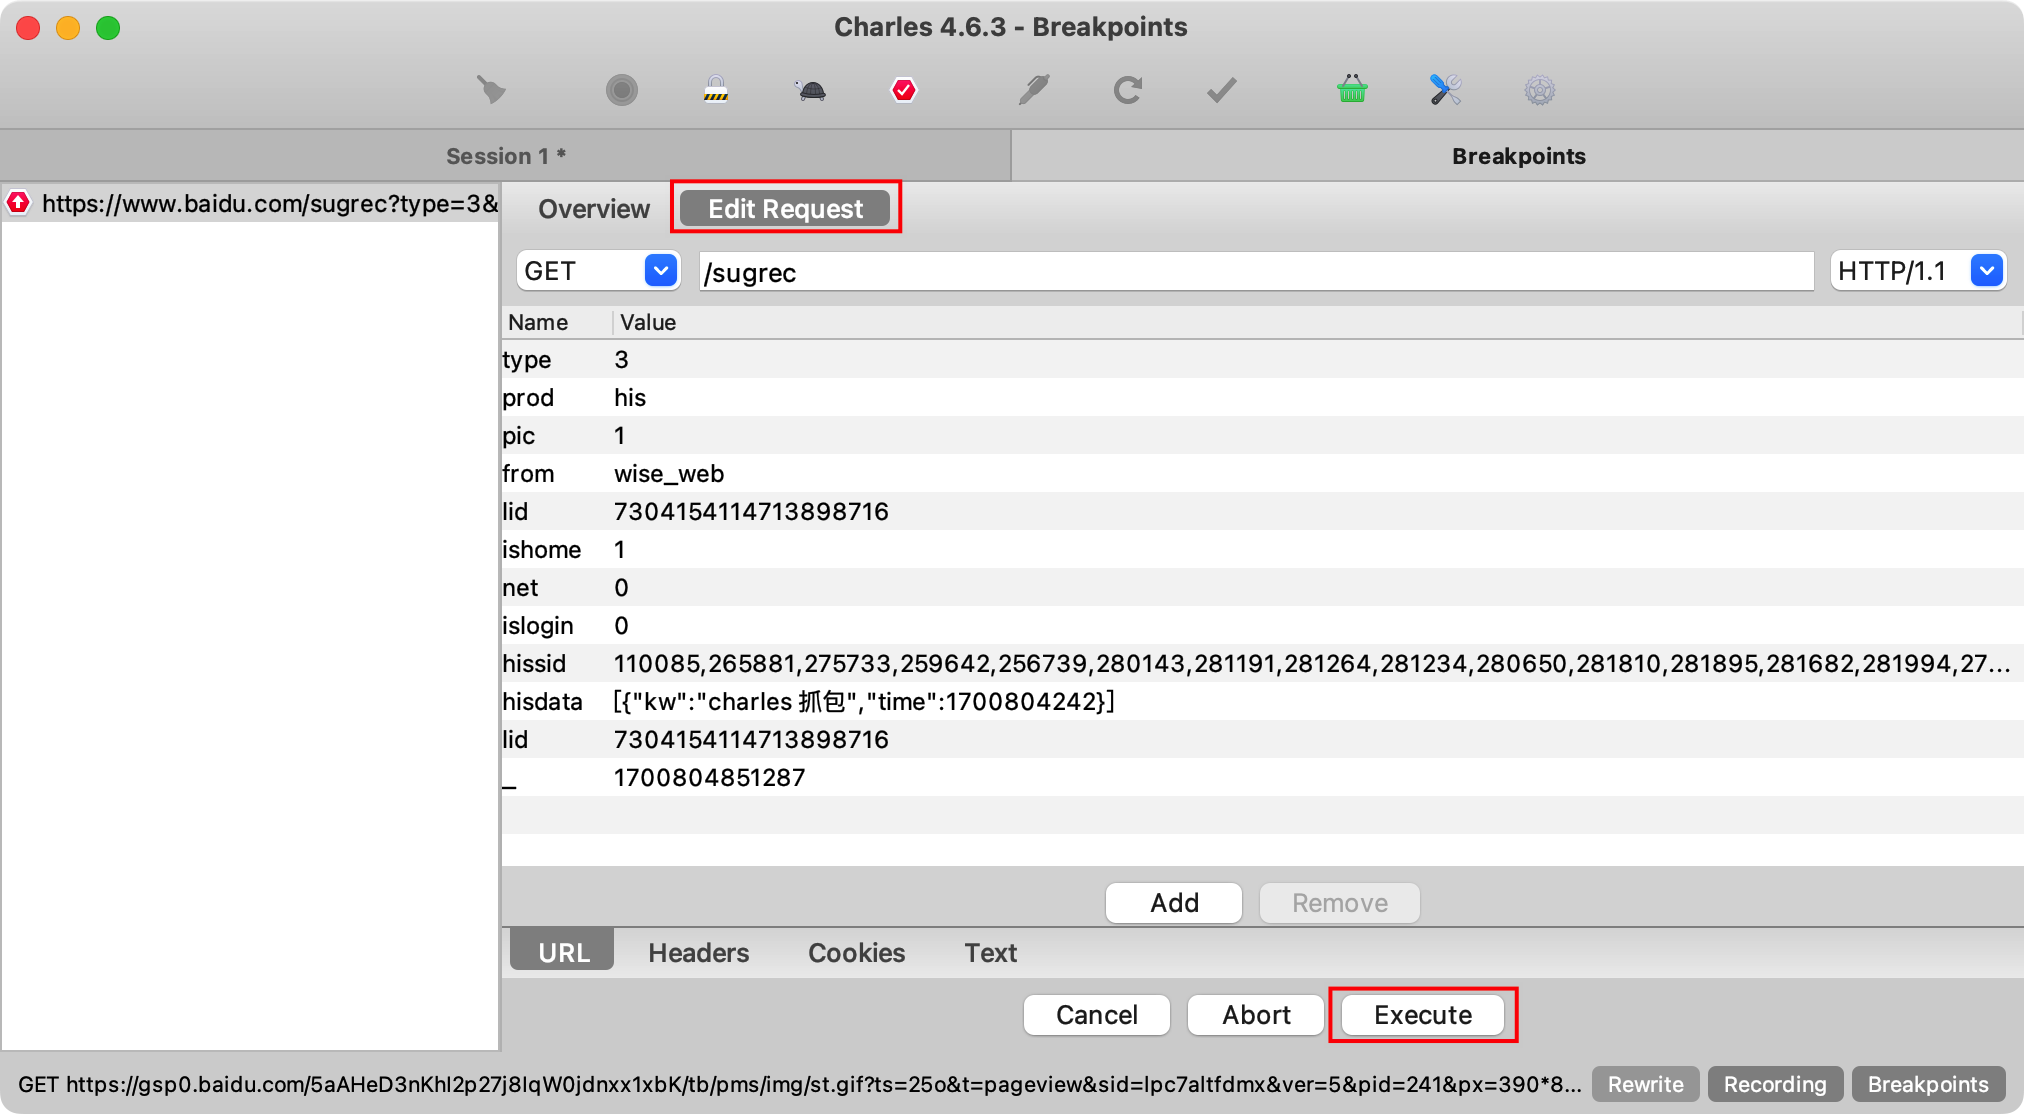 Charles 4.6.3 - Breakpoints
Session 1 *
Breakpoints
https://www.baidu.com/sugrec?type=3&
Overview
Edit Request
GET
/sugrec
HTTP/1.1
Name Value
type 3
prod his
pic 1
from wise_web
lid 7304154114713898716
ishome 1
net 0
islogin 0
hissid 110085,265881,275733,259642,256739,280143,281191,281264,281234,280650,281810,281895,281682,281994,27...
hisdata [{"kw":"charles 抓包","time":1700804242}]
lid 7304154114713898716
_ 1700804851287
Add Remove
URL Headers Cookies Text
Cancel Abort Execute
GET https://gsp0.baidu.com/5aAHeD3nKhI2p27j8IqW0jdnxx1xbK/tb/pms/img/st.gif?ts=25o&t=pageview&sid=lpc7altfdmx&ver=5&pid=241&px=390*8... Rewrite Recording Breakpoints